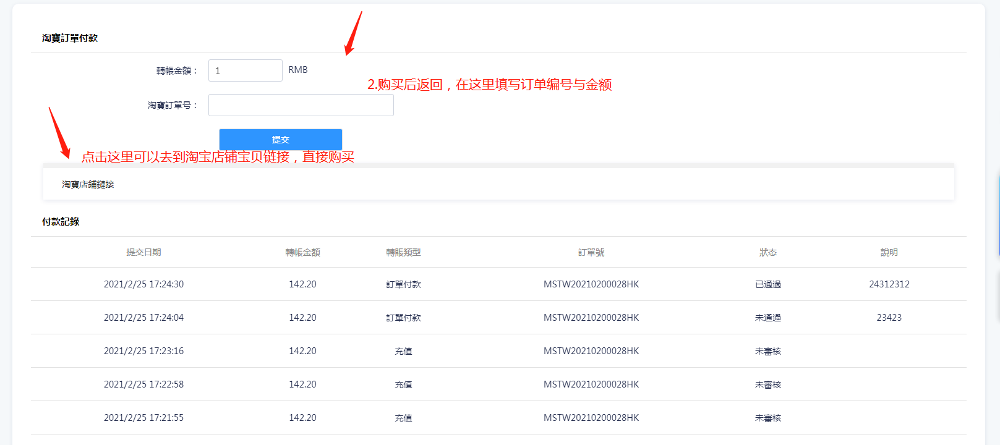 淘寶訂單付款
轉帳金額： 1 RMB
2.购买后返回，在这里填写订单编号与金额
淘寶訂單号：
提交
点击这里可以去到淘宝店铺宝贝链接，直接购买
淘寶店鋪鏈接
付款記錄
提交日期 轉帳金額 轉賬類型 訂單號 狀态 說明
2021/2/25 17:24:30 142.20 訂單付款 MSTW20210200028HK 已通過 24312312
2021/2/25 17:24:04 142.20 訂單付款 MSTW20210200028HK 未通過 23423
2021/2/25 17:23:16 142.20 充值 MSTW20210200028HK 未審核
2021/2/25 17:22:58 142.20 充值 MSTW20210200028HK 未審核
2021/2/25 17:21:55 142.20 充值 MSTW20210200028HK 未審核